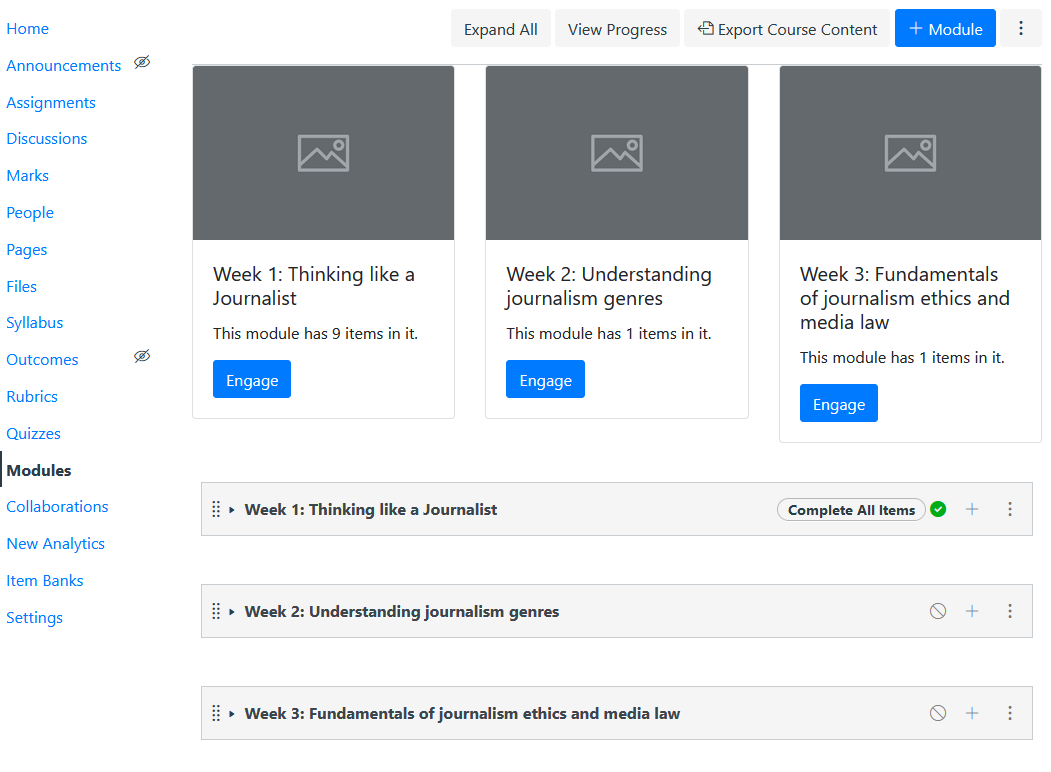 Home
Announcements
Assignments
Discussions
Marks
People
Pages
Files
Syllabus
Outcomes
Rubrics
Quizzes
Modules
Collaborations
New Analytics
Item Banks
Settings
Expand All
View Progress
Export Course Content
+ Module
Week 1: Thinking like a
Journalist
This module has 9 items in it.
Engage
Week 2: Understanding
journalism genres
This module has 1 items in it.
Engage
Week 3: Fundamentals
of journalism ethics and
media law
This module has 1 items in it.
Engage
Week 1: Thinking like a Journalist
Complete All Items
Week 2: Understanding journalism genres
Week 3: Fundamentals of journalism ethics and media law